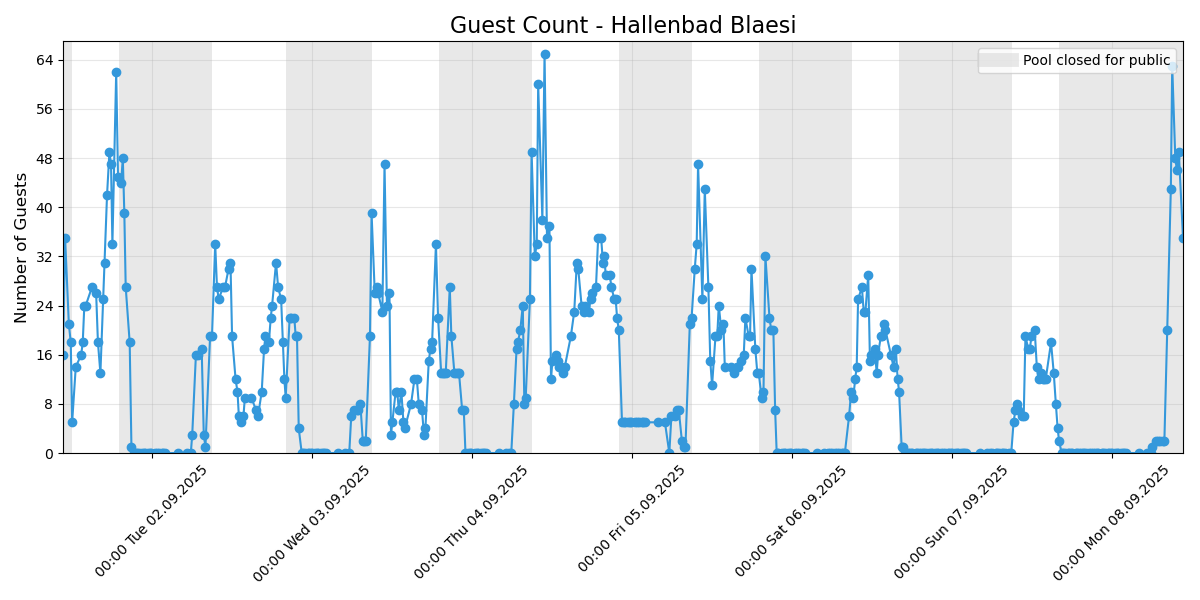 Guest Count - Hallenbad Blaesi
Pool closed for public
Number of Guests
64
56
48
40
32
24
16
8
0
00:00 Tue 02.09.2025
00:00 Wed 03.09.2025
00:00 Thu 04.09.2025
00:00 Fri 05.09.2025
00:00 Sat 06.09.2025
00:00 Sun 07.09.2025
00:00 Mon 08.09.2025